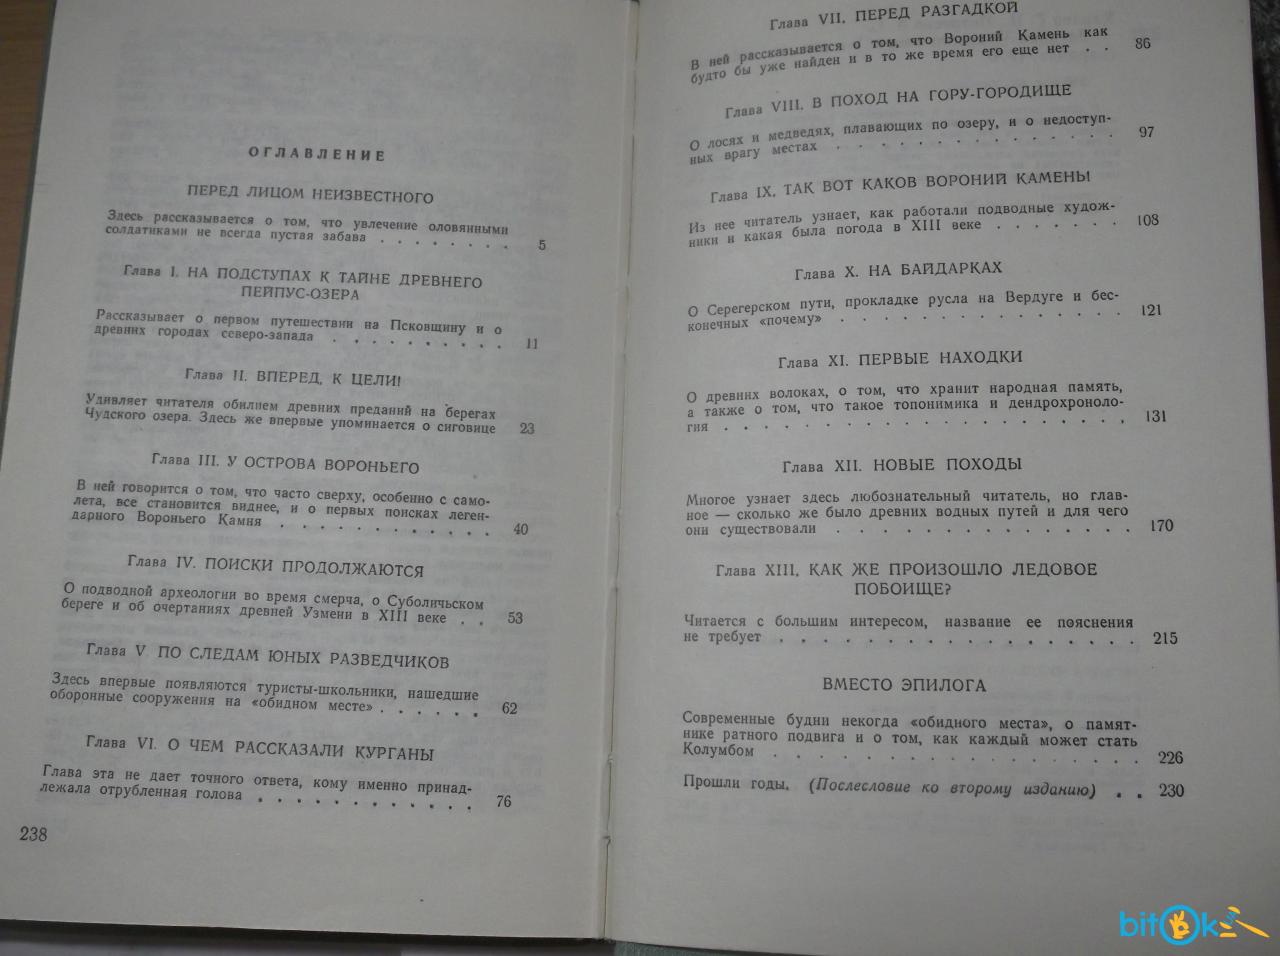 ОГЛАВЛЕНИЕ
ПЕРЕД ЛИЦОМ НЕИЗВЕСТНОГО
Здесь рассказывается о том, что увлечение оловянными
солдатиками не всегда пустая забава . . . . . . . . 5
Глава I. НА ПОДСТУПАХ К ТАЙНЕ ДРЕВНЕГО
ПЕЙПУС-ОЗЕРА
Рассказывает о первом путешествии на Псковщину и о
древних городах северо-запада . . . . . . . . . . 11
Глава II. ВПЕРЕД, К ЦЕЛИ!
Удивляет читателя обилием древних преданий на берегах
Чудского озера. Здесь же впервые упоминается о сиговице 23
Глава III. У ОСТРОВА ВОРОНЬЕГО
В ней говорится о том, что часто сверху, особенно с само-
лета, все становится виднее, и о первых поисках леген-
дарного Вороньего Камня . . . . . . . . . . . 40
Глава IV. ПОИСКИ ПРОДОЛЖАЮТСЯ
О подводной археологии во время смерча, о Суболичьском
береге и об очертаниях древней Узмени в XIII веке . . 53
Глава V. ПО СЛЕДАМ ЮНЫХ РАЗВЕДЧИКОВ
Здесь впервые появляются туристы-школьники, нашедшие
оборонные сооружения на «обидном месте» . . . . . . 62
Глава VI. О ЧЕМ РАССКАЗАЛИ КУРГАНЫ
Глава эта не дает точного ответа, кому именно принад-
лежала отрубленная голова . . . . . . . . . . . 76
238
Глава VII. ПЕРЕД РАЗГАДКОЙ
В ней рассказывается о том, что Вороний Камень как
будто бы уже найден и в то же время его еще нет . . 86
Глава VIII. В ПОХОД НА ГОРУ-ГОРОДИЩЕ
О лосях и медведях, плавающих по озеру, и о недоступ-
ных врагу местах . . . . . . . . . . . . . . 97
Глава IX. ТАК ВОТ КАКОВ ВОРОНИЙ КАМЕНЬ!
Из нее читатель узнает, как работали подводные худож-
ники и какая была погода в XIII веке . . . . . . . 108
Глава X. НА БАЙДАРКАХ
О Серегерском пути, прокладке русла на Вердуге и бес-
конечных «почему» . . . . . . . . . . . . . . 121
Глава XI. ПЕРВЫЕ НАХОДКИ
О древних волоках, о том, что хранит народная память,
а также о том, что такое топонимика и дендрохроноло-
гия . . . . . . . . . . . . . . . . . . . 131
Глава XII. НОВЫЕ ПОХОДЫ
Многое узнает здесь любознательный читатель, но глав-
ное — сколько же было древних водных путей и для чего
они существовали . . . . . . . . . . . . . . 170
Глава XIII. КАК ЖЕ ПРОИЗОШЛО ЛЕДОВОЕ
ПОБОИЩЕ?
Читается с большим интересом, название ее пояснения
не требует . . . . . . . . . . . . . . . . 215
ВМЕСТО ЭПИЛОГА
Современные будни некогда «обидного места», о памят-
нике ратного подвига и о том, как каждый может стать
Колумбом . . . . . . . . . . . . . . . . . 226
Прошли годы. (Послесловие ко второму изданию) . . 230
bitok